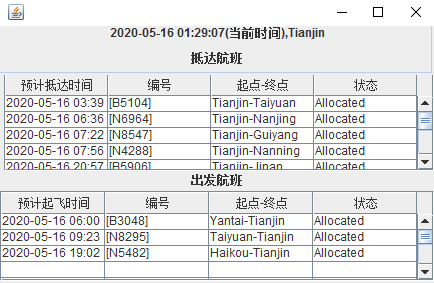 2020-05-16 01:29:07(当前时间),Tianjin
抵达航班
预计抵达时间 编号 起点-终点 状态
2020-05-16 03:39 [B5104] Tianjin-Taiyuan Allocated
2020-05-16 06:36 [N6964] Tianjin-Nanjing Allocated
2020-05-16 07:22 [N8547] Tianjin-Guiyang Allocated
2020-05-16 07:56 [N4288] Tianjin-Nanning Allocated
2020-05-16 20:57 [B5906] Tianjin-Jinan Allocated
出发航班
预计起飞时间 编号 起点-终点 状态
2020-05-16 06:00 [B3048] Yantai-Tianjin Allocated
2020-05-16 09:23 [N8295] Taiyuan-Tianjin Allocated
2020-05-16 19:02 [N5482] Haikou-Tianjin Allocated